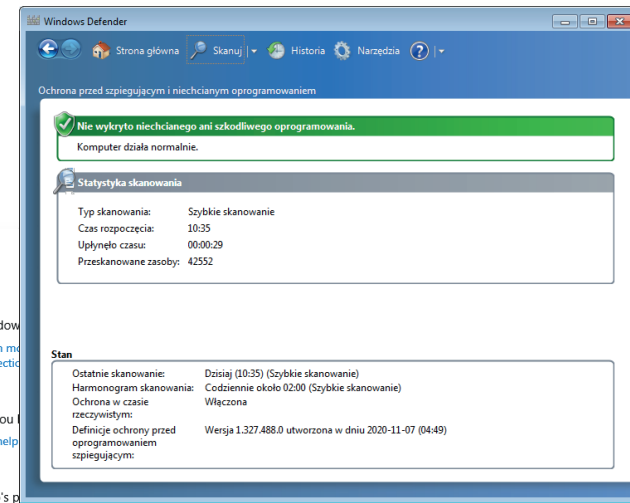 Windows Defender
Strona główna Skanuj Historia Narzędzia ?
Ochrona przed szpiegującym i niechcianym oprogramowaniem
Nie wykryto niechcianego ani szkodliwego oprogramowania.
Komputer działa normalnie.
Statystyka skanowania
Typ skanowania: Szybkie skanowanie
Czas rozpoczęcia: 10:35
Upłynęło czasu: 00:00:29
Przeskanowane zasoby: 42552
Stan
Ostatnie skanowanie: Dzisiaj (10:35) (Szybkie skanowanie)
Harmonogram skanowania: Codziennie około 02:00 (Szybkie skanowanie)
Ochrona w czasie Włączona
rzeczywistym:
Definicje ochrony przed Wersja 1.327.488.0 utworzona w dniu 2020-11-07 (04:49)
oprogramowaniem
szpiegującym:
help
's p